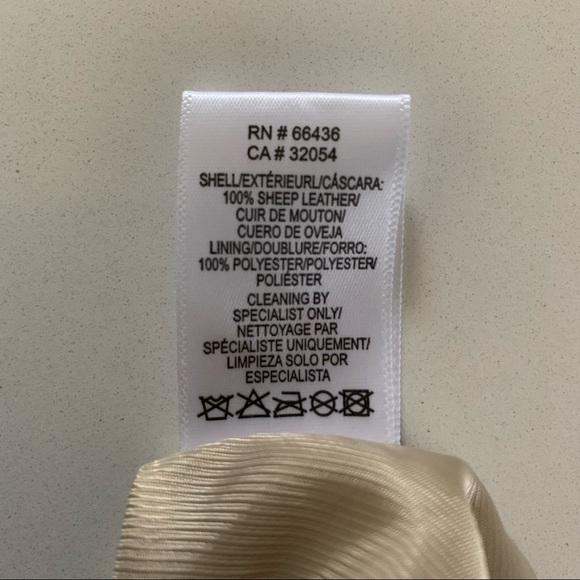 RN # 66436
CA # 32054
SHELL/EXTÉRIEURL/CÁSCARA:
100% SHEEP LEATHER/
CUIR DE MOUTON/
CUERO DE OVEJA
LINING/DOUBLURE/FORRO:
100% POLYESTER/POLYESTER/
POLIÉSTER
CLEANING BY
SPECIALIST ONLY/
NETTOYAGE PAR
SPÉCIALISTE UNIQUEMENT/
LIMPIEZA SOLO POR
ESPECIALISTA